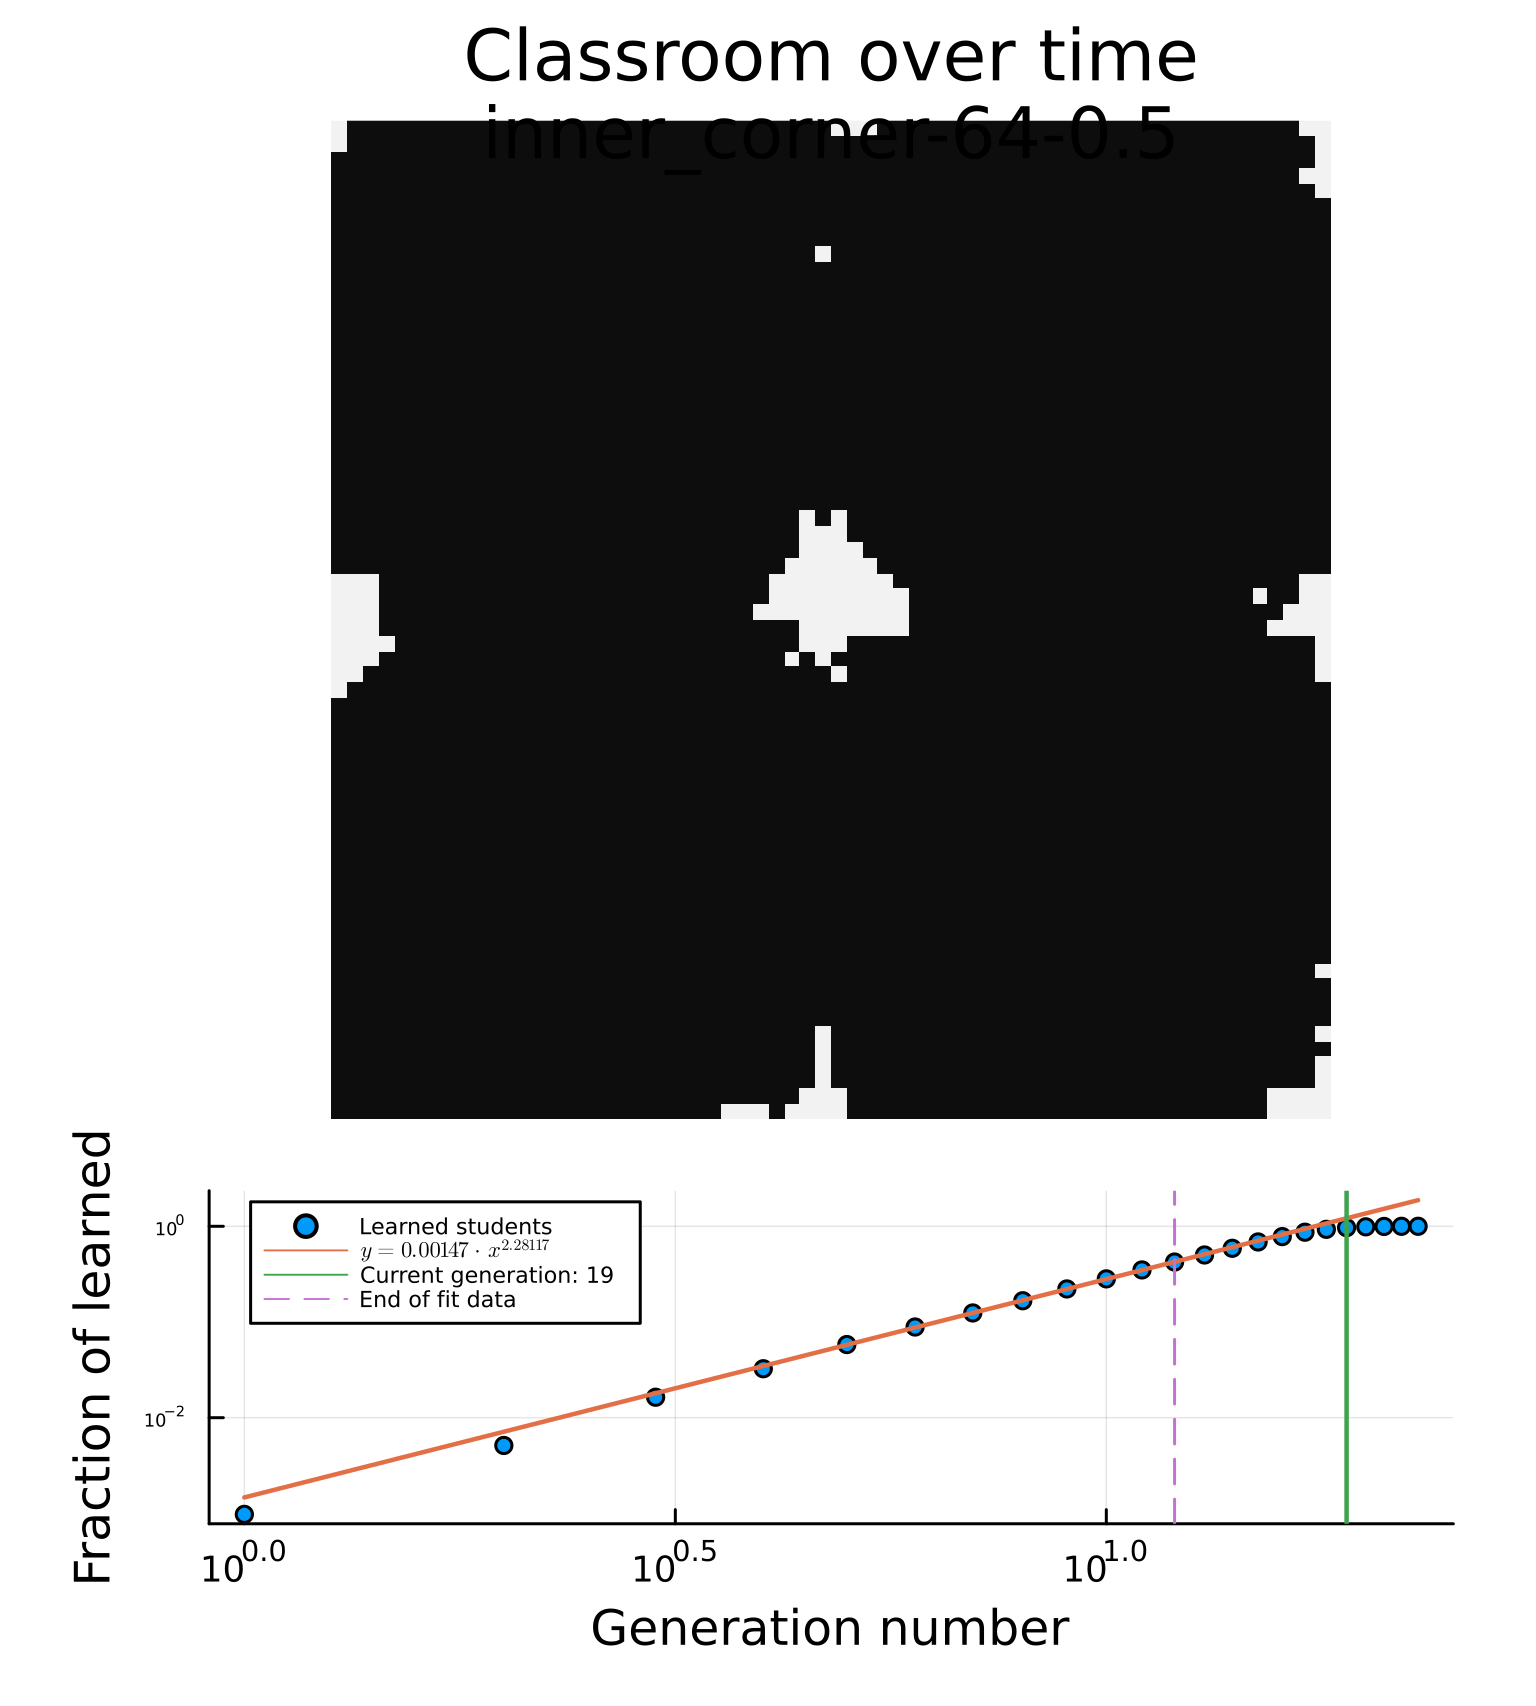 Classroom over time
inner_corner-64-0.5
Fraction of learned
10^0
10^−2
Learned students
y = 0.00147 · x^2.28117
Current generation: 19
End of fit data
10^0.0
10^0.5
10^1.0
Generation number